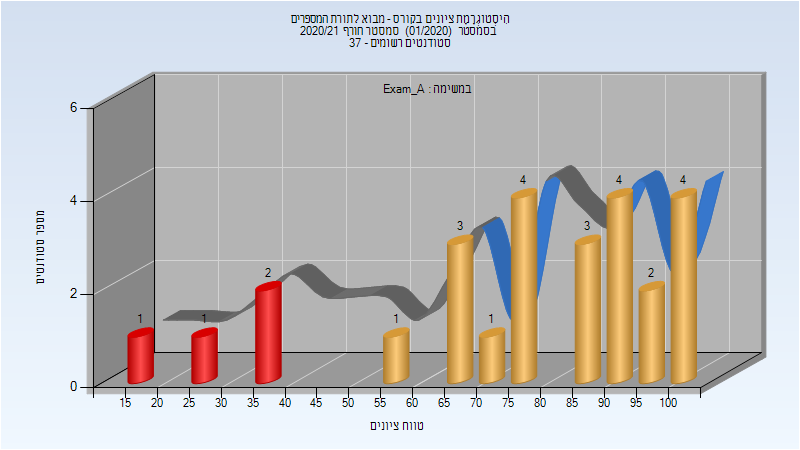 היסטוגרמת ציונים בקורס - מבוא לתורת המספרים
בסמסטר (01/2020) סמסטר חורף 2020/21
סטודנטים רשומים - 37
במשימה : Exam_A
מספר סטודנטים
6
4
2
0
1
1
2
1
3
1
4
3
4
2
4
15 20 25 30 35 40 45 50 55 60 65 70 75 80 85 90 95 100
טווח ציונים